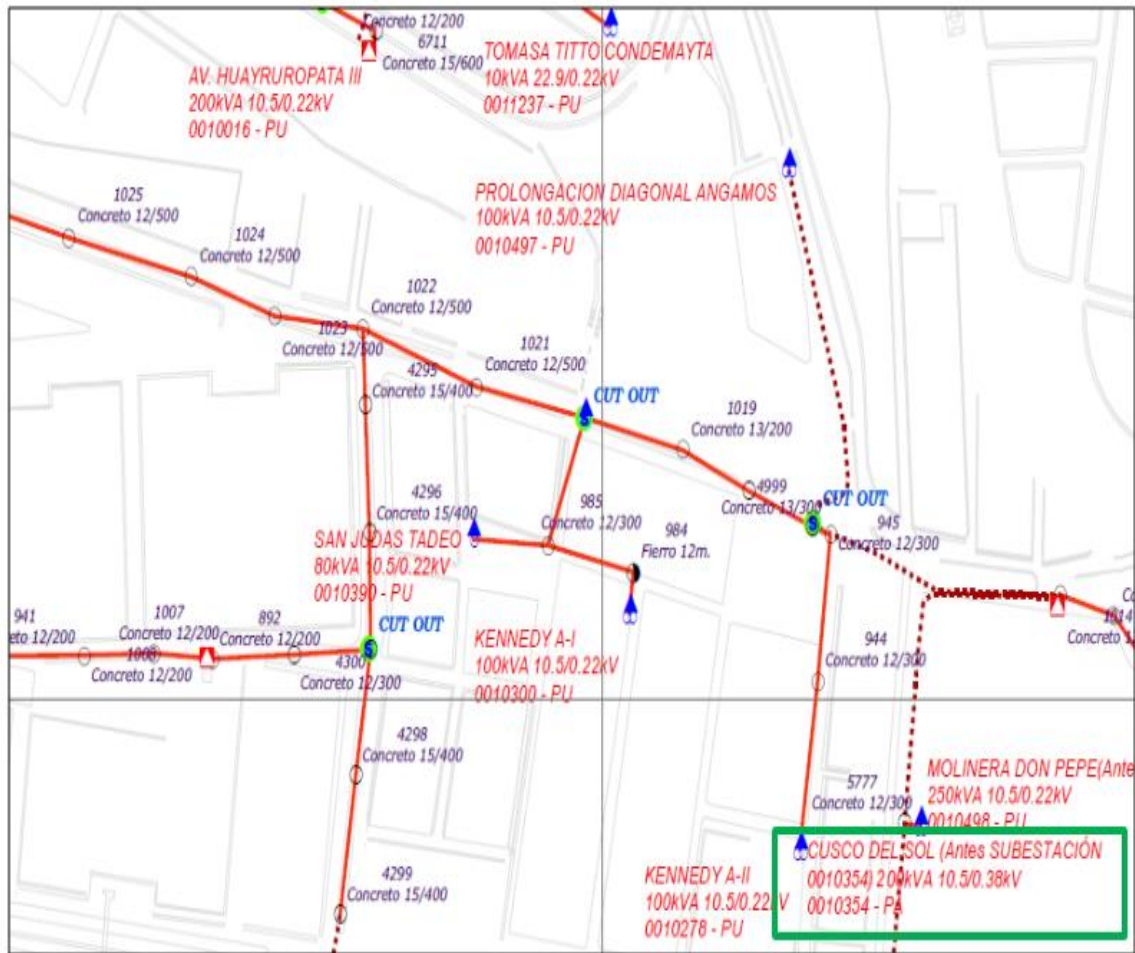 Concreto 12/200
6711
Concreto 15/600
TOMASA TITTO CONDEMAYTA
10kVA 22.9/0.22kV
0011237 - PU
AV. HUAYRUROPATA III
200kVA 10.5/0.22kV
0010016 - PU
PROLONGACION DIAGONAL ANGAMOS
100kVA 10.5/0.22kV
0010497 - PU
1025
Concreto 12/500
1024
Concreto 12/500
1022
Concreto 12/500
1023
Concreto 12/500
1021
Concreto 12/500
4295
Concreto 15/400
CUT OUT
1019
Concreto 13/200
4999
Concreto 13/300
CUT OUT
945
Concreto 12/300
4296
Concreto 15/400
985
Concreto 12/300
984
Fierro 12m.
SAN JUDAS TADEO
80kVA 10.5/0.22kV
0010390 - PU
941
eto 12/200
1007
Concreto 12/200
1008
Concreto 12/200
892
Concreto 12/200
CUT OUT
4300
Concreto 12/300
KENNEDY A-I
100kVA 10.5/0.22kV
0010300 - PU
944
Concreto 12/300
Co
1014
Concreto 1
4298
Concreto 15/400
5777
Concreto 12/300
MOLINERA DON PEPE(Ante
250kVA 10.5/0.22kV
0010498 - PU
4299
Concreto 15/400
KENNEDY A-II
100kVA 10.5/0.22kV
0010278 - PU
CUSCO DEL SOL (Antes SUBESTACIÓN
0010354) 200kVA 10.5/0.38kV
0010354 - PA